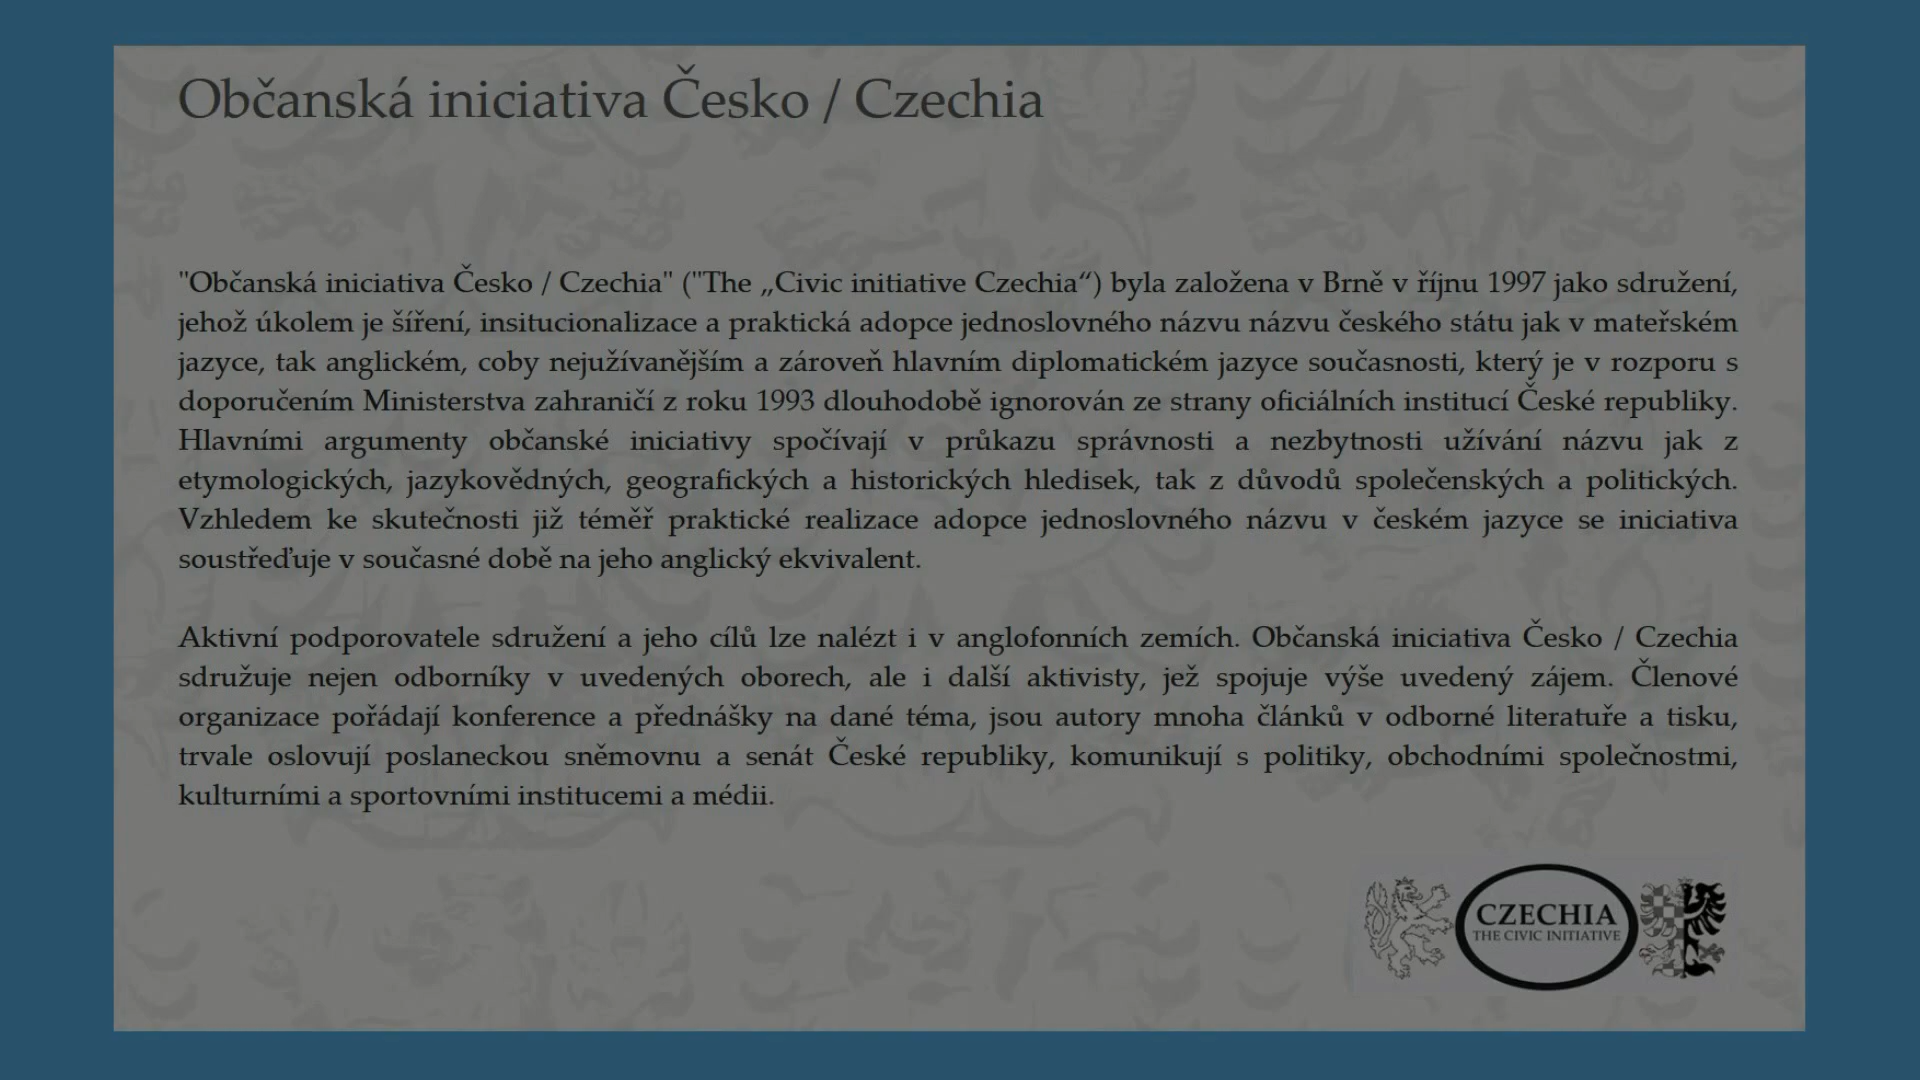 Občanská iniciativa Česko / Czechia
"Občanská iniciativa Česko / Czechia" ("The „Civic initiative Czechia“) byla založena v Brně v říjnu 1997 jako sdružení,
jehož úkolem je šíření, insitucionalizace a praktická adopce jednoslovného názvu názvu českého státu jak v mateřském
jazyce, tak anglickém, coby nejužívanějším a zároveň hlavním diplomatickém jazyce současnosti, který je v rozporu s
doporučením Ministerstva zahraničí z roku 1993 dlouhodobě ignorován ze strany oficiálních institucí České republiky.
Hlavními argumenty občanské iniciativy spočívají v průkazu správnosti a nezbytnosti užívání názvu jak z
etymologických, jazykovědných, geografických a historických hledisek, tak z důvodů společenských a politických.
Vzhledem ke skutečnosti již téměř praktické realizace adopce jednoslovného názvu v českém jazyce se iniciativa
soustřeďuje v současné době na jeho anglický ekvivalent.
Aktivní podporovatele sdružení a jeho cílů lze nalézt i v anglofonních zemích. Občanská iniciativa Česko / Czechia
sdružuje nejen odborníky v uvedených oborech, ale i další aktivisty, jež spojuje výše uvedený zájem. Členové
organizace pořádají konference a přednášky na dané téma, jsou autory mnoha článků v odborné literatuře a tisku,
trvale oslovují poslaneckou sněmovnu a senát České republiky, komunikují s politiky, obchodními společnostmi,
kulturními a sportovními institucemi a médii.
CZECHIA
THE CIVIC INITIATIVE